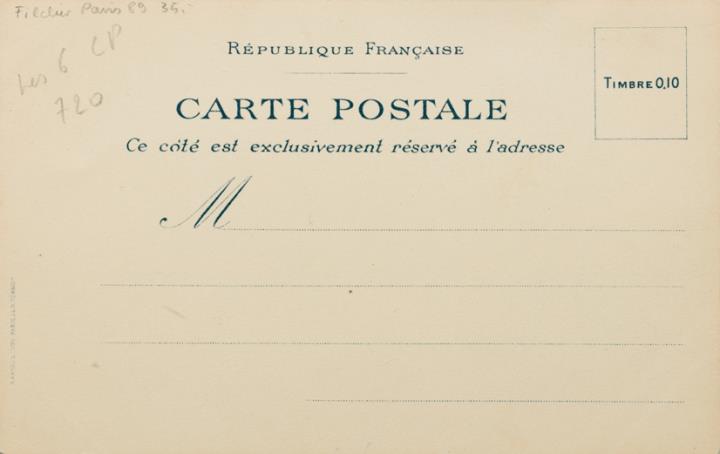 Paris 89 35.-
Les 6 CP
720
RÉPUBLIQUE FRANÇAISE
TIMBRE 0,10
CARTE POSTALE
Ce côté est exclusivement réservé à l'adresse
M